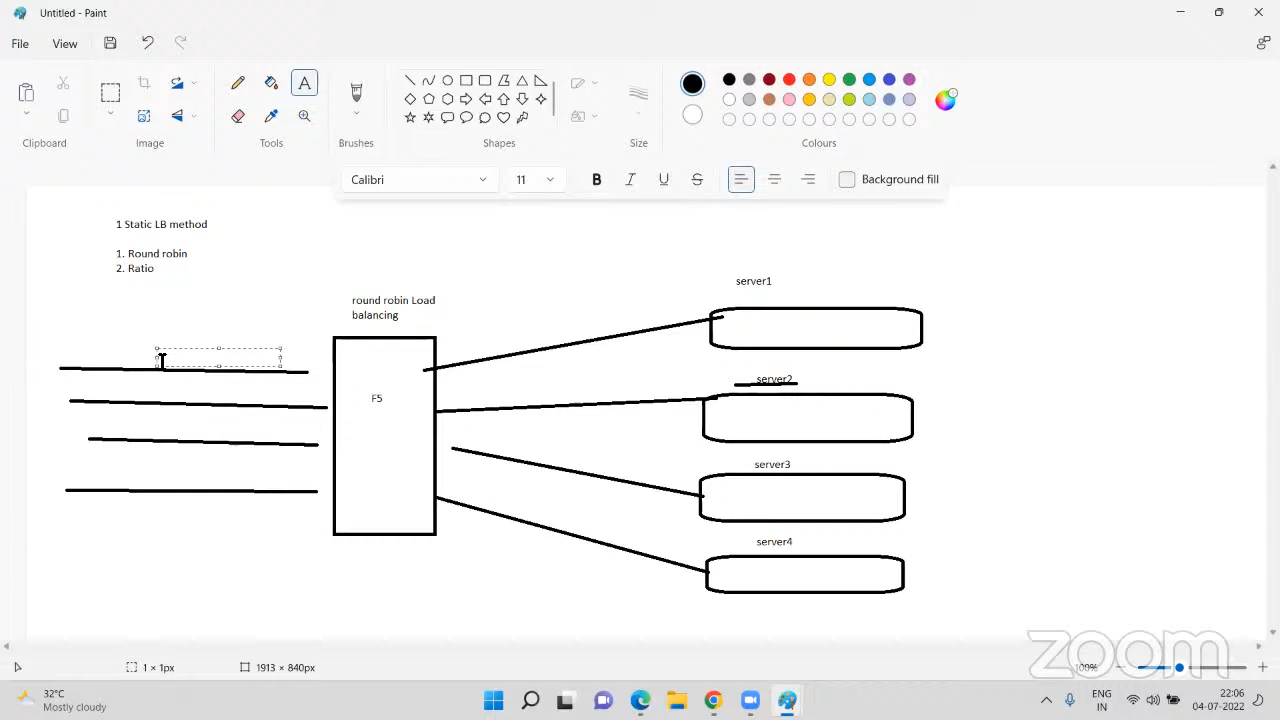 Untitled - Paint
File
View
Clipboard
Image
Tools
Brushes
Shapes
Size
Colours
Calibri
11
B
I
U
S
Background fill
1 Static LB method
1. Round robin
2. Ratio
round robin Load
balancing
F5
server1
server2
server3
server4
zoom
1 × 1px
1913 × 840px
100%
32°C
Mostly cloudy
ENG
IN
22:06
04-07-2022